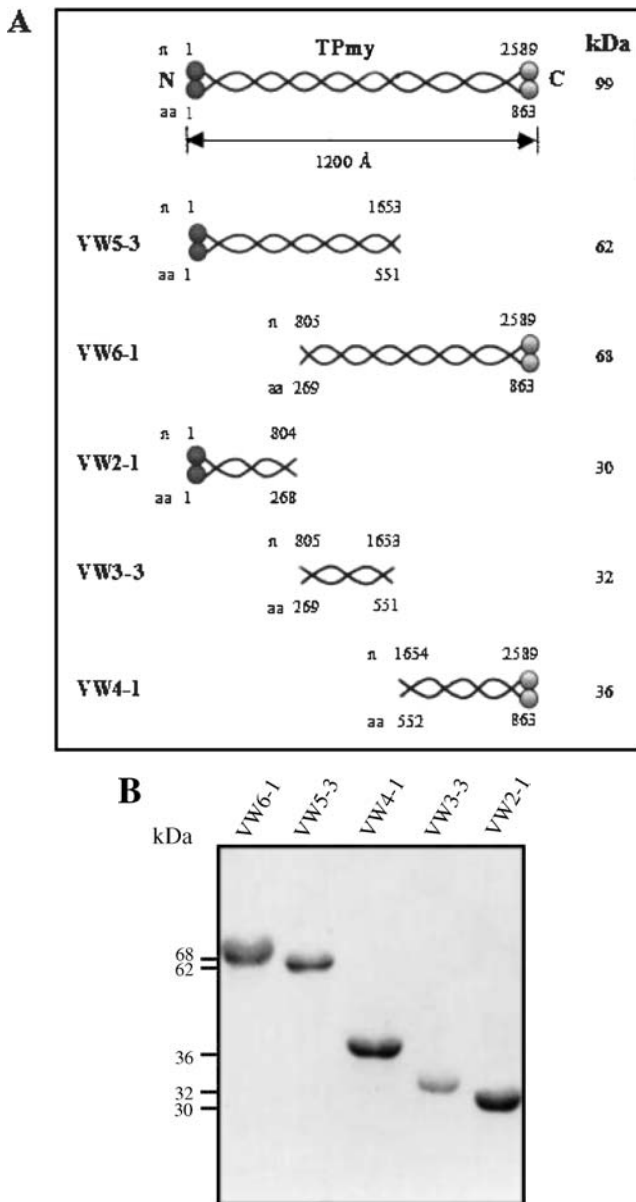 A
n 1 TPmy 2589 kDa
N C 99
aa 1 863
1200 Å
n 1 1653
VW5-3 62
aa 1 551
n 805 2589
VW6-1 68
aa 269 863
n 1 804
VW2-1 30
aa 1 268
n 805 1653
VW3-3 32
aa 269 551
n 1654 2589
VW4-1 36
aa 552 863
B
kDa VW6-1 VW5-3 VW4-1 VW3-3 VW2-1
68
62
36
32
30